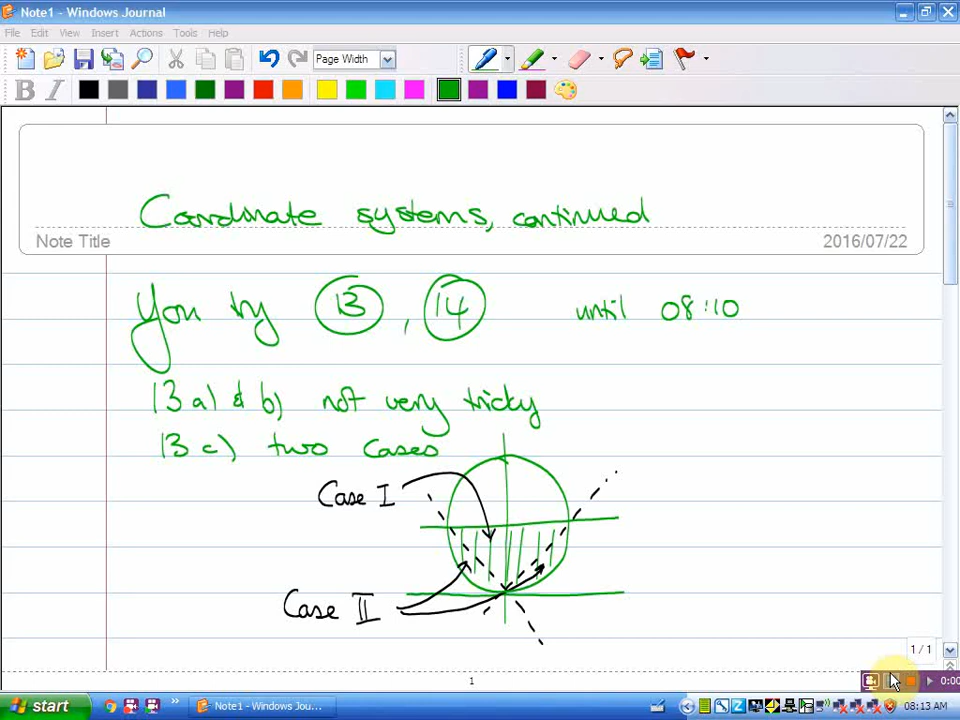 Note1 - Windows Journal
File Edit View Insert Actions Tools Help
Page Width
B I
Coordinate systems, continued
Note Title 2016/07/22
You try 13, 14 until 08:10
13 a) & b) not very tricky
13 c) two cases
Case I
Case II
1 / 1
1
0:00
start Note1 - Windows Jou... 08:13 AM